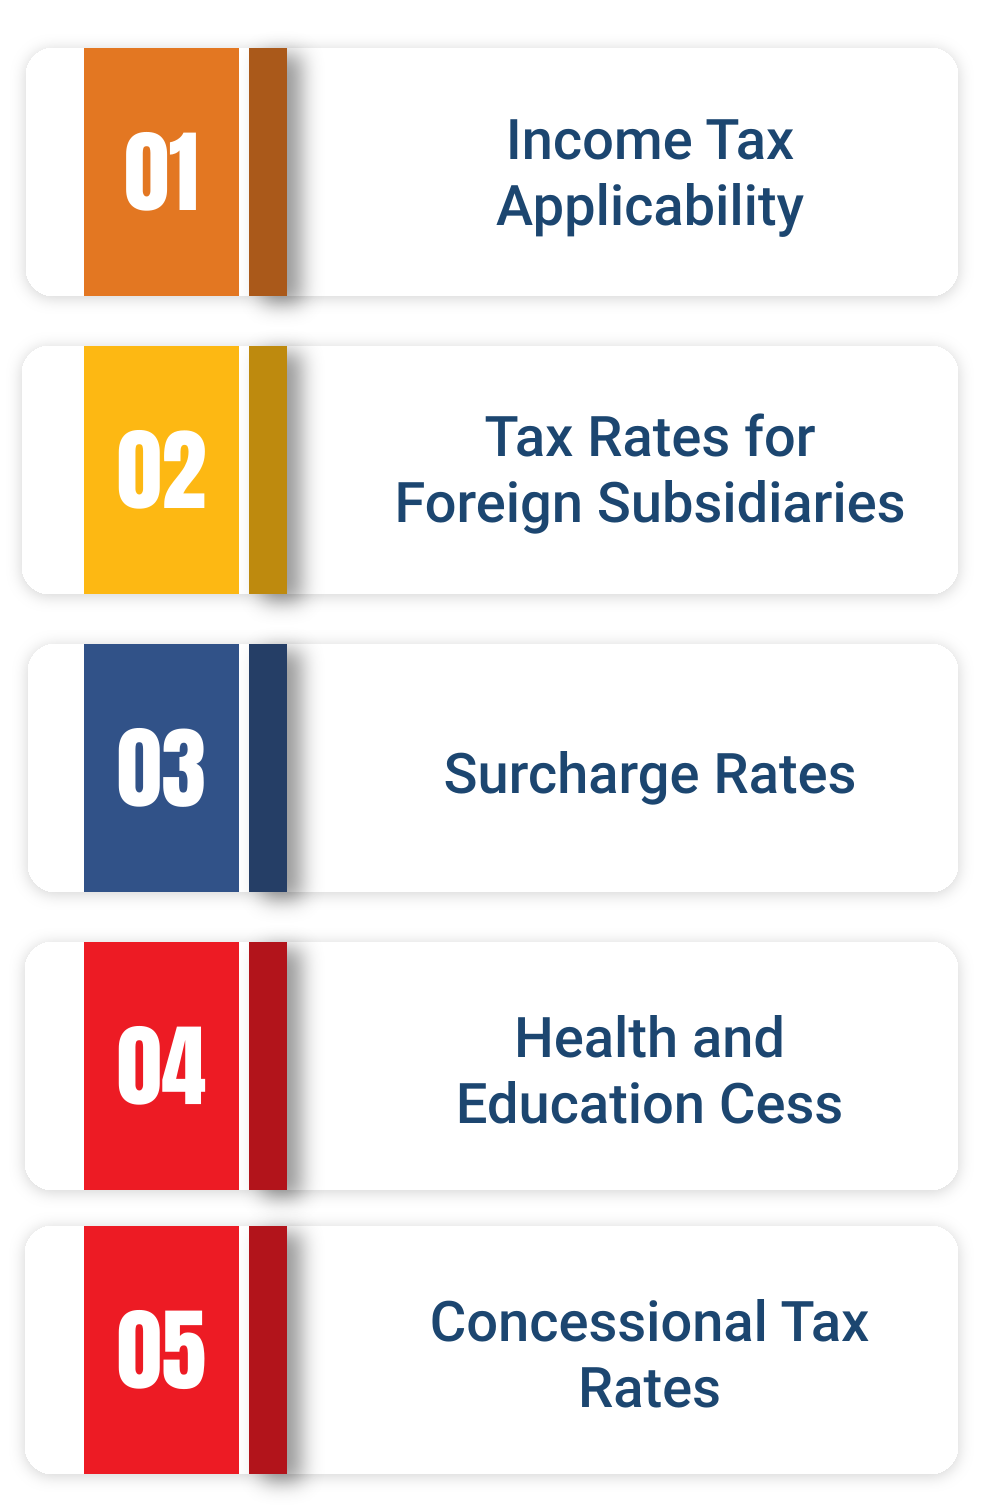 01
Income Tax
Applicability
02
Tax Rates for
Foreign Subsidiaries
03
Surcharge Rates
04
Health and
Education Cess
05
Concessional Tax
Rates